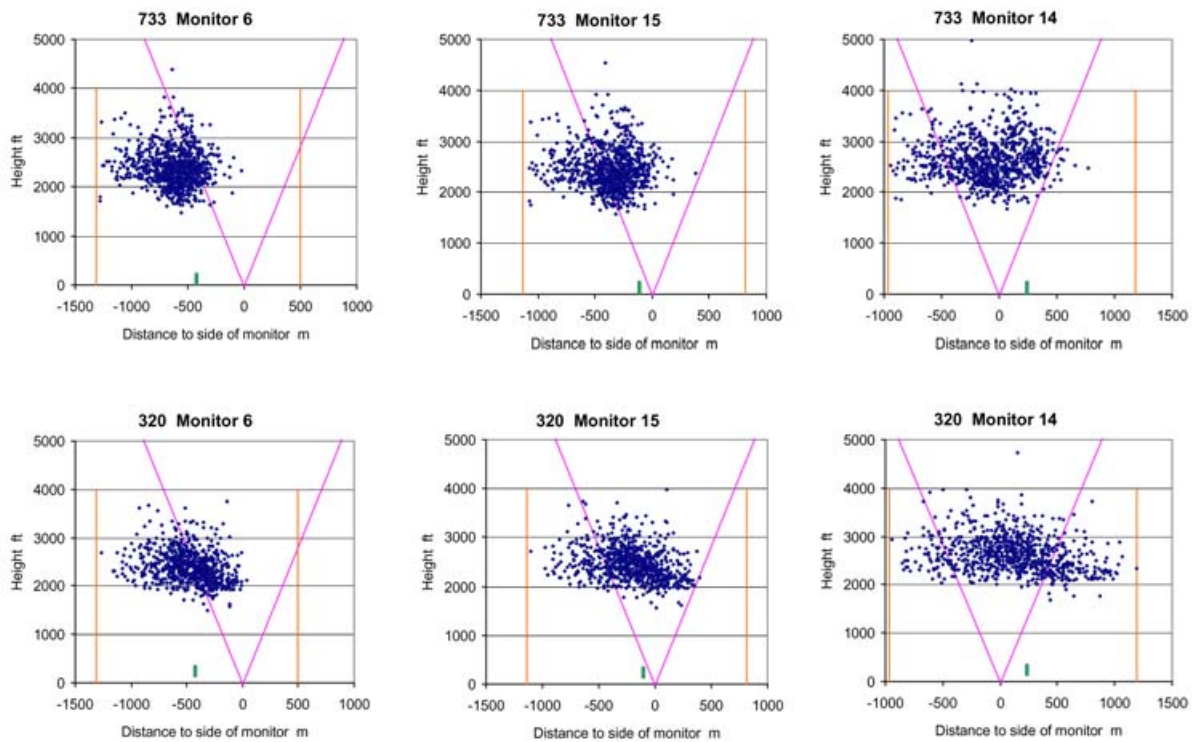 733 Monitor 6
733 Monitor 15
733 Monitor 14
5000
4000
3000
2000
1000
0
Height ft
-1500 -1000 -500 0 500 1000
Distance to side of monitor m
5000
4000
3000
2000
1000
0
Height ft
-1500 -1000 -500 0 500 1000
Distance to side of monitor m
5000
4000
3000
2000
1000
0
Height ft
-1000 -500 0 500 1000 1500
Distance to side of monitor m
320 Monitor 6
320 Monitor 15
320 Monitor 14
5000
4000
3000
2000
1000
0
Height ft
-1500 -1000 -500 0 500 1000
Distance to side of monitor m
5000
4000
3000
2000
1000
0
Height ft
-1500 -1000 -500 0 500 1000
Distance to side of monitor m
5000
4000
3000
2000
1000
0
Height ft
-1000 -500 0 500 1000 1500
Distance to side of monitor m